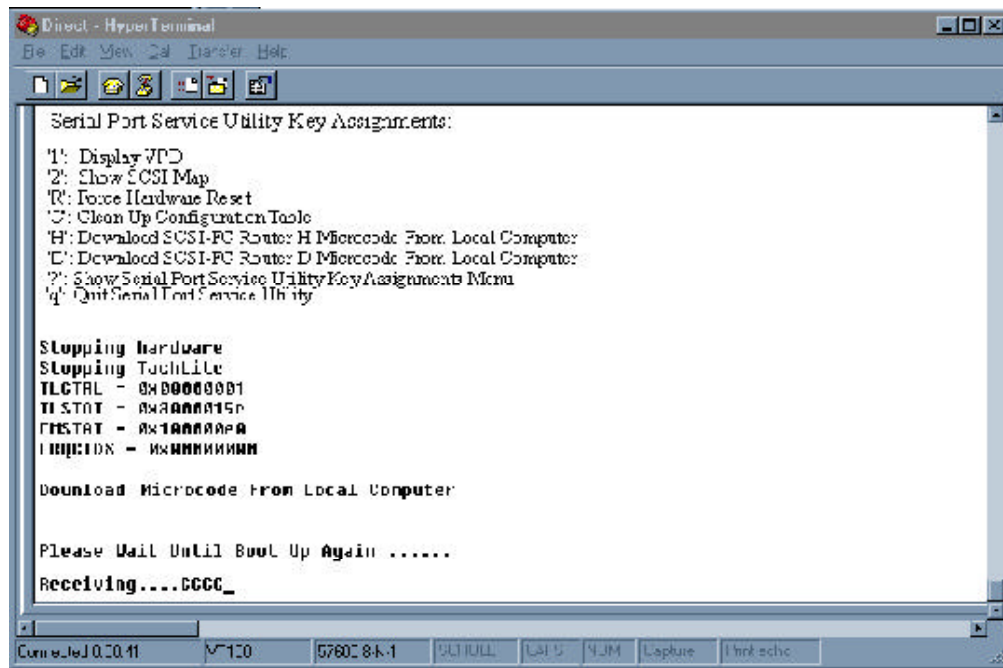 Direct - HyperTerminal
File Edit View Call Transfer Help
Serial Port Service Utility Key Assignments:
'1': Display VPD
'2': Show SCSI Map
'R': Force Hardware Reset
'C': Clean Up Configuration Table
'H': Download SCSI-FC Router H Microcode From Local Computer
Download SCSI-FC Router D Microcode From Local Computer
'?': Show Serial Port Service Utility Key Assignments Menu
'q': Quit Serial Port Service Utility
Stopping hardware
Stopping TachLite
= 0x00000001
Download Microcode From Local Computer
Please Wait Until Boot Up Again ......
Receiving....CCCC_
Connected 0:00:41 VT100 57600 8-N-1 SCROLL CAPS NUM Capture Print echo